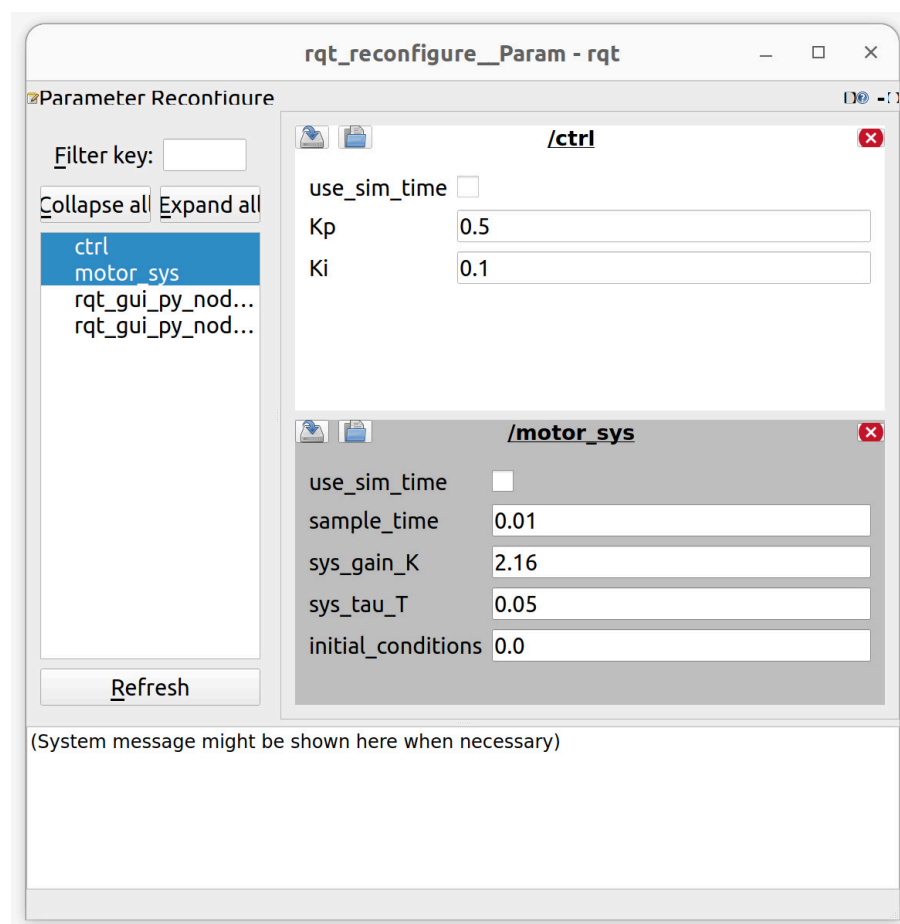 rqt_reconfigure__Param - rqt
Parameter Reconfigure
Filter key:
Collapse all Expand all
ctrl
motor_sys
rqt_gui_py_nod...
rqt_gui_py_nod...
Refresh
/ctrl
use_sim_time
Kp 0.5
Ki 0.1
/motor_sys
use_sim_time
sample_time 0.01
sys_gain_K 2.16
sys_tau_T 0.05
initial_conditions 0.0
(System message might be shown here when necessary)